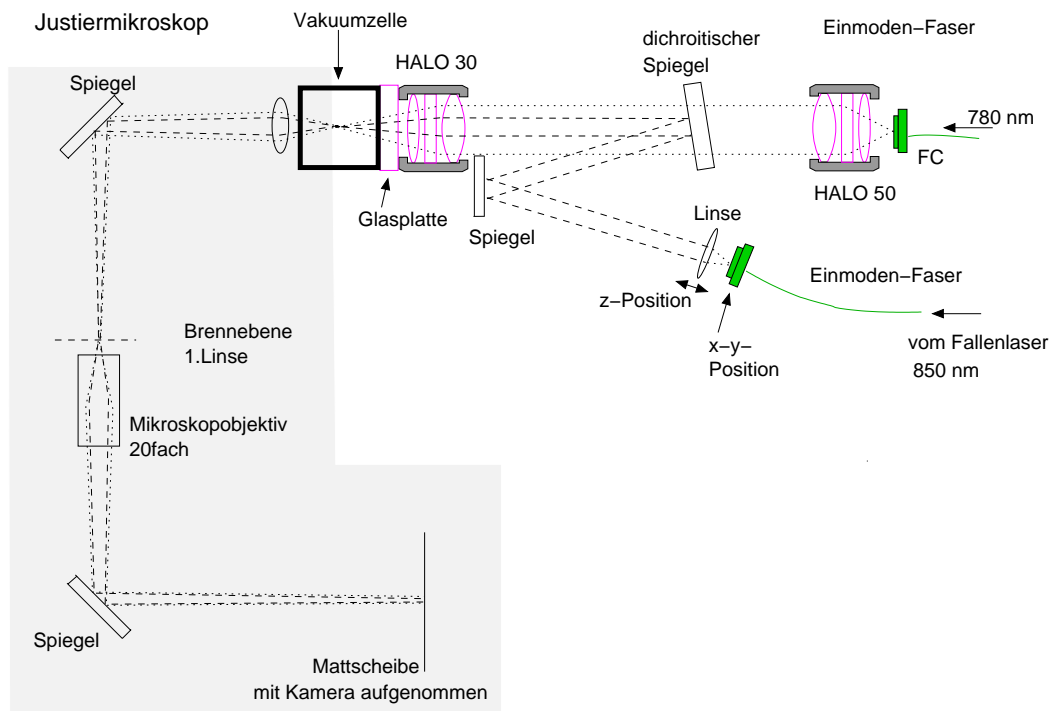 Justiermikroskop
Vakuumzelle
Einmoden−Faser
dichroitischer
Spiegel
HALO 30
Spiegel
780 nm
FC
HALO 50
Glasplatte
Spiegel
Linse
Einmoden−Faser
z−Position
x−y−
Position
vom Fallenlaser
850 nm
Brennebene
1.Linse
Mikroskopobjektiv
20fach
Spiegel
Mattscheibe
mit Kamera aufgenommen